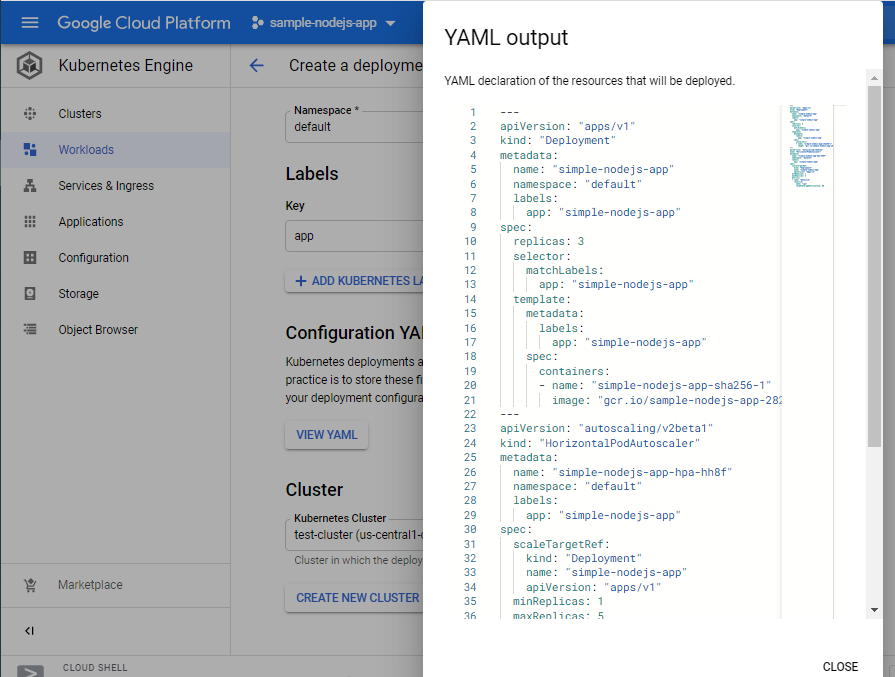 Google Cloud Platform
sample-nodejs-app
Kubernetes Engine
Clusters
Workloads
Services & Ingress
Applications
Configuration
Storage
Object Browser
Marketplace
CLOUD SHELL
Create a deployme
Namespace *
default
Labels
Key
app
ADD KUBERNETES LA
Configuration YA
Kubernetes deployments a
practice is to store these fi
your deployment configura
VIEW YAML
Cluster
Kubernetes Cluster
test-cluster (us-central1-c
Cluster in which the deploy
CREATE NEW CLUSTER
YAML output
YAML declaration of the resources that will be deployed.
1 ---
2 apiVersion: "apps/v1"
3 kind: "Deployment"
4 metadata:
5 name: "simple-nodejs-app"
6 namespace: "default"
7 labels:
8 app: "simple-nodejs-app"
9 spec:
10 replicas: 3
11 selector:
12 matchLabels:
13 app: "simple-nodejs-app"
14 template:
15 metadata:
16 labels:
17 app: "simple-nodejs-app"
18 spec:
19 containers:
20 - name: "simple-nodejs-app-sha256-1"
21 image: "gcr.io/sample-nodejs-app-282
22 ---
23 apiVersion: "autoscaling/v2beta1"
24 kind: "HorizontalPodAutoscaler"
25 metadata:
26 name: "simple-nodejs-app-hpa-hh8f"
27 namespace: "default"
28 labels:
29 app: "simple-nodejs-app"
30 spec:
31 scaleTargetRef:
32 kind: "Deployment"
33 name: "simple-nodejs-app"
34 apiVersion: "apps/v1"
35 minReplicas: 1
36 maxReplicas: 5
CLOSE